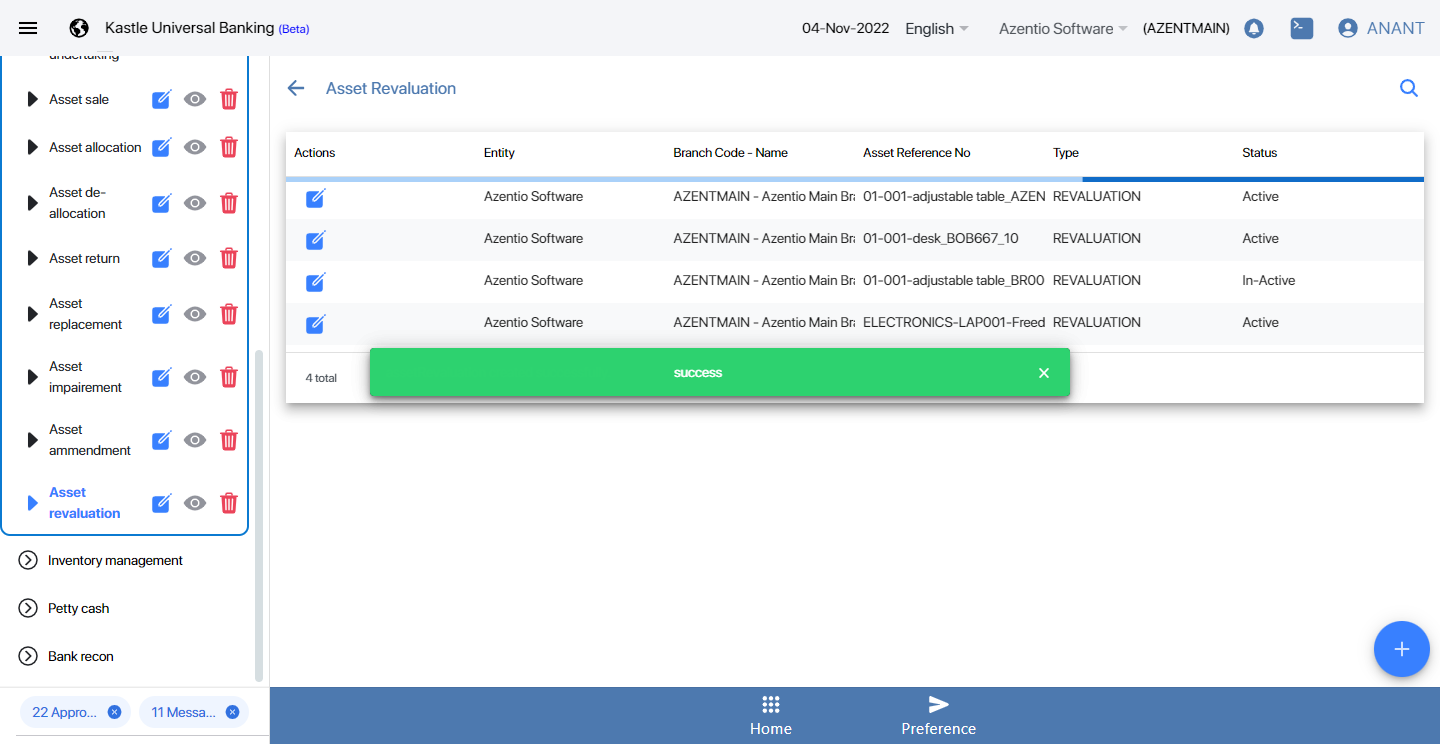 Kastle Universal Banking (Beta)
04-Nov-2022
English
Azentio Software
(AZENTMAIN)
ANANT
undertaking
Asset sale
Asset allocation
Asset de-
allocation
Asset return
Asset
replacement
Asset
impairement
Asset
ammendment
Asset
revaluation
Inventory management
Petty cash
Bank recon
22 Appro...
11 Messa...
Asset Revaluation
Actions Entity Branch Code - Name Asset Reference No Type Status
Azentio Software AZENTMAIN - Azentio Main Bra 01-001-adjustable table_AZEN REVALUATION Active
Azentio Software AZENTMAIN - Azentio Main Bra 01-001-desk_BOB667_10 REVALUATION Active
Azentio Software AZENTMAIN - Azentio Main Bra 01-001-adjustable table_BR00 REVALUATION In-Active
Azentio Software AZENTMAIN - Azentio Main Bra ELECTRONICS-LAP001-Freed REVALUATION Active
4 total
success
Home
Preference